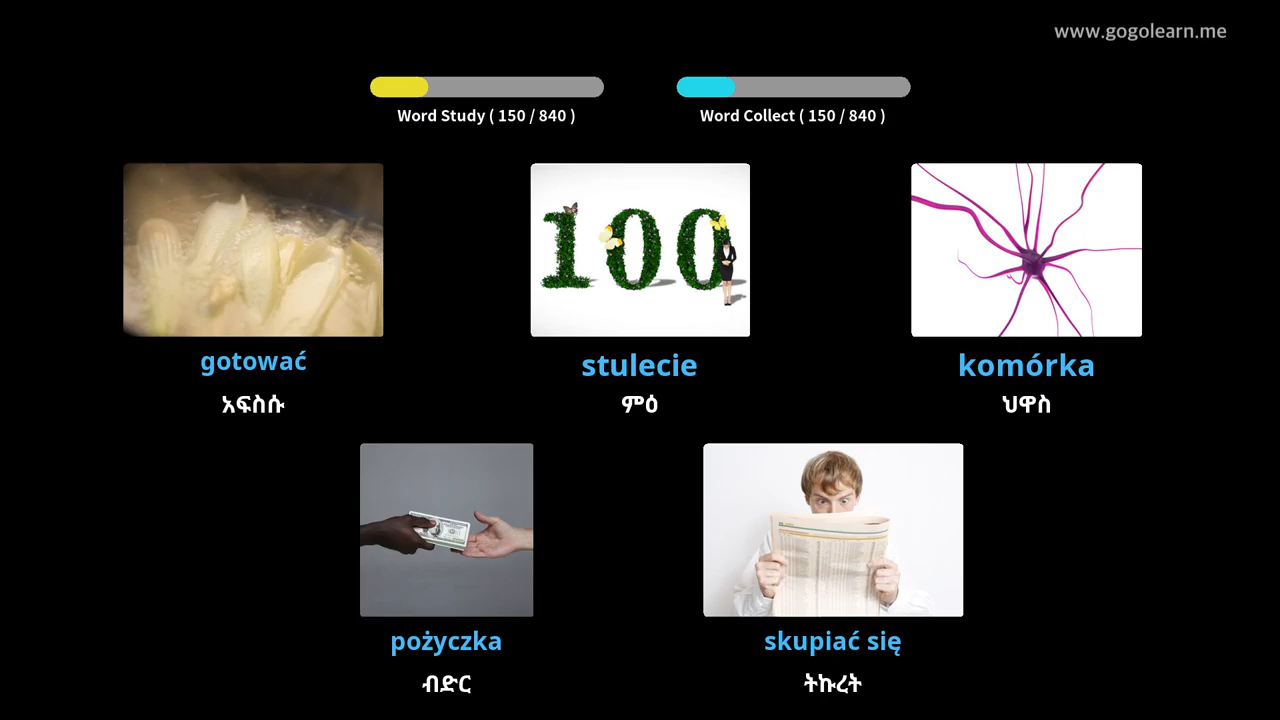 www.gogolearn.me
Word Study ( 150 / 840 )
Word Collect ( 150 / 840 )
gotować
stulecie
komórka
አፍስሱ
ምዕ
ህዋስ
pożyczka
skupiać się
ብድር
ትኩረት